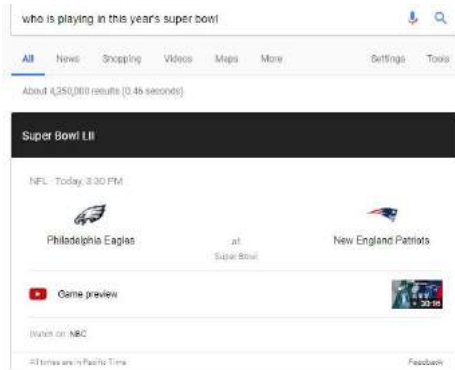 who is playing in this year's super bowl
All News Shopping Videos Maps More Settings Tools
About 4,350,000 results (0.46 seconds)
Super Bowl LII
NFL - Today, 3:30 PM
Philadelphia Eagles at New England Patriots
Super Bowl
Game preview
Watch on: NBC
All times are in Pacific Time Feedback